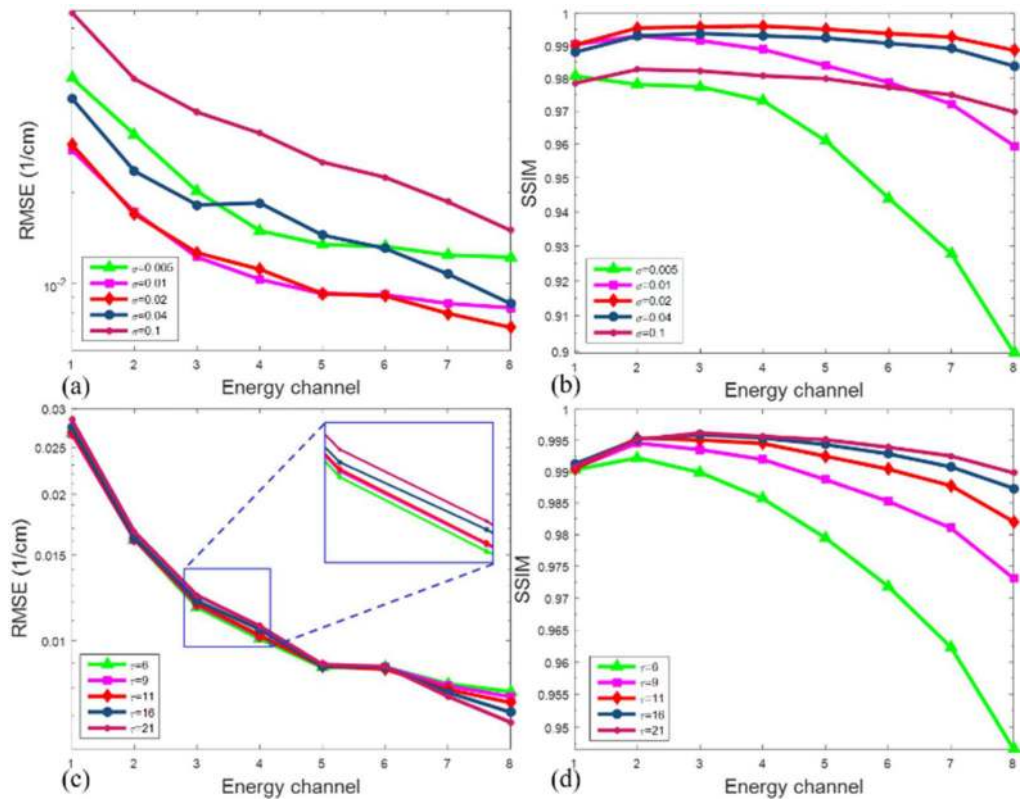 RMSE (1/cm)
10⁻²
σ=0.005
σ=0.01
σ=0.02
σ=0.04
σ=0.1
1 2 3 4 5 6 7 8
(a)
Energy channel
SSIM
1
0.99
0.98
0.97
0.96
0.95
0.94
0.93
0.92
0.91
0.9
σ=0.005
σ=0.01
σ=0.02
σ=0.04
σ=0.1
1 2 3 4 5 6 7 8
(b)
Energy channel
RMSE (1/cm)
0.03
0.025
0.02
0.015
0.01
τ=6
τ=9
τ=11
τ=16
τ=21
1 2 3 4 5 6 7 8
(c)
Energy channel
SSIM
1
0.995
0.99
0.985
0.98
0.975
0.97
0.965
0.96
0.955
0.95
τ=6
τ=9
τ=11
τ=16
τ=21
1 2 3 4 5 6 7 8
(d)
Energy channel